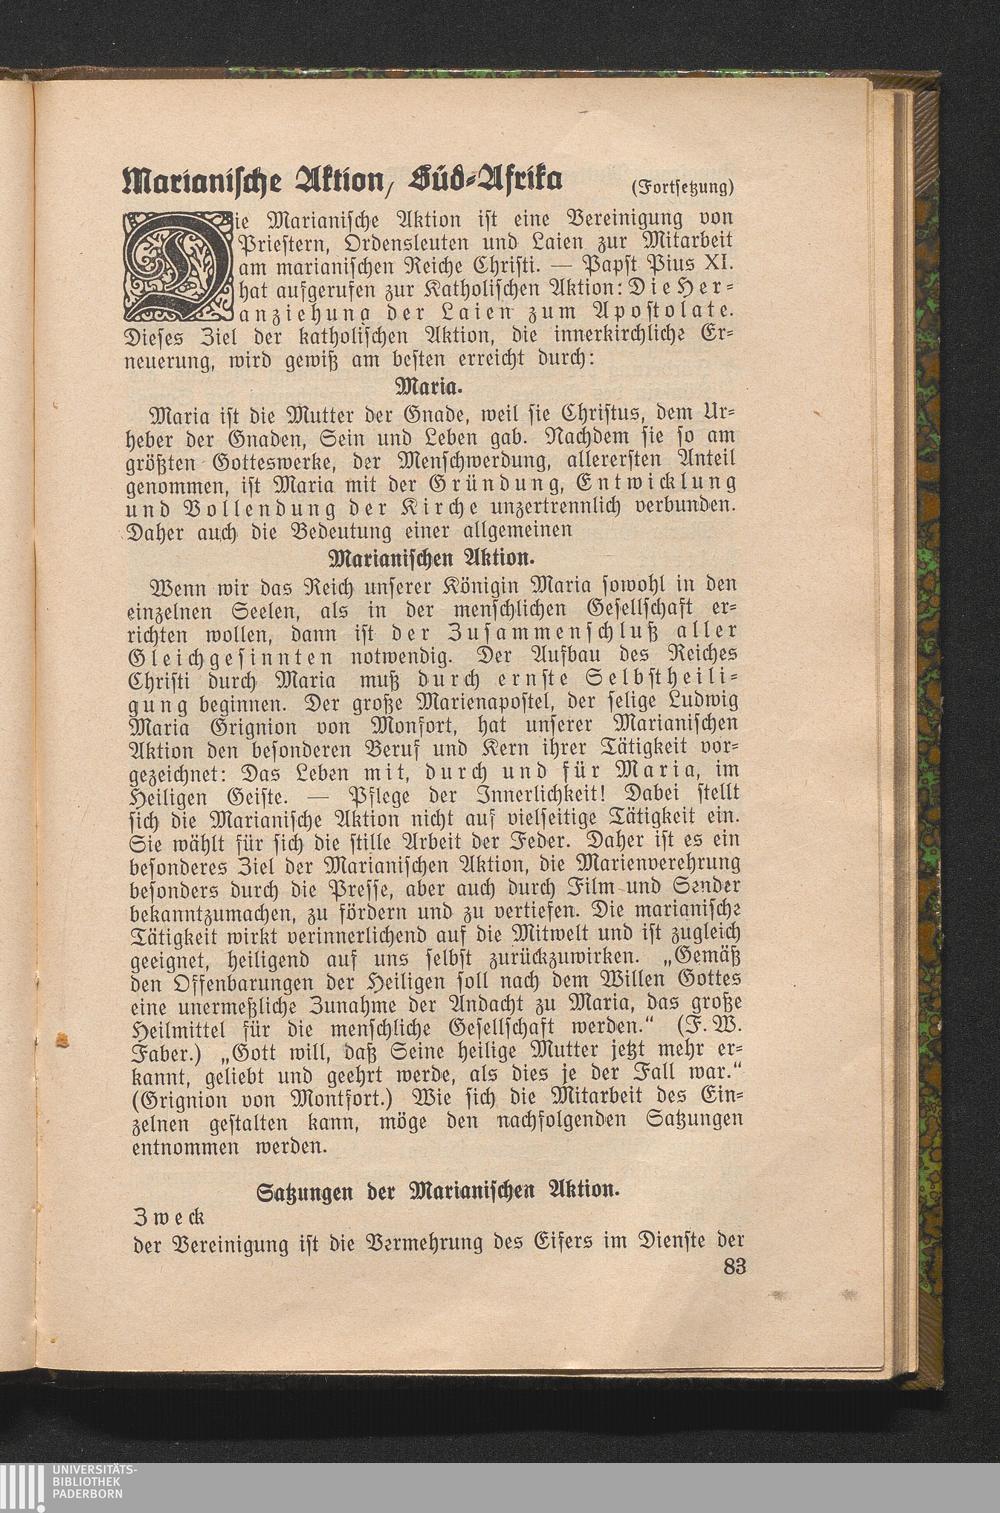 Marianische Aktion, Süd-Afrika (Fortsetzung)
Die Marianische Aktion ist eine Vereinigung von
Priestern, Ordensleuten und Laien zur Mitarbeit
am marianischen Reiche Christi. — Papst Pius XI.
hat aufgerufen zur Katholischen Aktion: Die Her-
anziehung der Laien zum Apostolate.
Dieses Ziel der katholischen Aktion, die innerkirchliche Er-
neuerung, wird gewiß am besten erreicht durch:
Maria.
Maria ist die Mutter der Gnade, weil sie Christus, dem Ur-
heber der Gnaden, Sein und Leben gab. Nachdem sie so am
größten Gotteswerke, der Menschwerdung, allerersten Anteil
genommen, ist Maria mit der Gründung, Entwicklung
und Vollendung der Kirche unzertrennlich verbunden.
Daher auch die Bedeutung einer allgemeinen
Marianischen Aktion.
Wenn wir das Reich unserer Königin Maria sowohl in den
einzelnen Seelen, als in der menschlichen Gesellschaft er-
richten wollen, dann ist der Zusammenschluß aller
Gleichgesinnten notwendig. Der Aufbau des Reiches
Christi durch Maria muß durch ernste Selbstheili-
gung beginnen. Der große Marienapostel, der selige Ludwig
Maria Grignion von Monfort, hat unserer Marianischen
Aktion den besonderen Beruf und Kern ihrer Tätigkeit vor-
gezeichnet: Das Leben mit, durch und für Maria, im
Heiligen Geiste. — Pflege der Innerlichkeit! Dabei stellt
sich die Marianische Aktion nicht auf vielseitige Tätigkeit ein.
Sie wählt für sich die stille Arbeit der Feder. Daher ist es ein
besonderes Ziel der Marianischen Aktion, die Marienverehrung
besonders durch die Presse, aber auch durch Film und Sender
bekanntzumachen, zu fördern und zu vertiefen. Die marianische
Tätigkeit wirkt verinnerlichend auf die Mitwelt und ist zugleich
geeignet, heiligend auf uns selbst zurückzuwirken. „Gemäß
den Offenbarungen der Heiligen soll nach dem Willen Gottes
eine unermeßliche Zunahme der Andacht zu Maria, das große
Heilmittel für die menschliche Gesellschaft werden.“ (F. W.
Faber.) „Gott will, daß Seine heilige Mutter jetzt mehr er-
kannt, geliebt und geehrt werde, als dies je der Fall war.“
(Grignion von Montfort.) Wie sich die Mitarbeit des Ein-
zelnen gestalten kann, möge den nachfolgenden Satzungen
entnommen werden.
Satzungen der Marianischen Aktion.
Zweck
der Vereinigung ist die Vermehrung des Eifers im Dienste der
83
UNIVERSITÄTS-
BIBLIOTHEK
PADERBORN